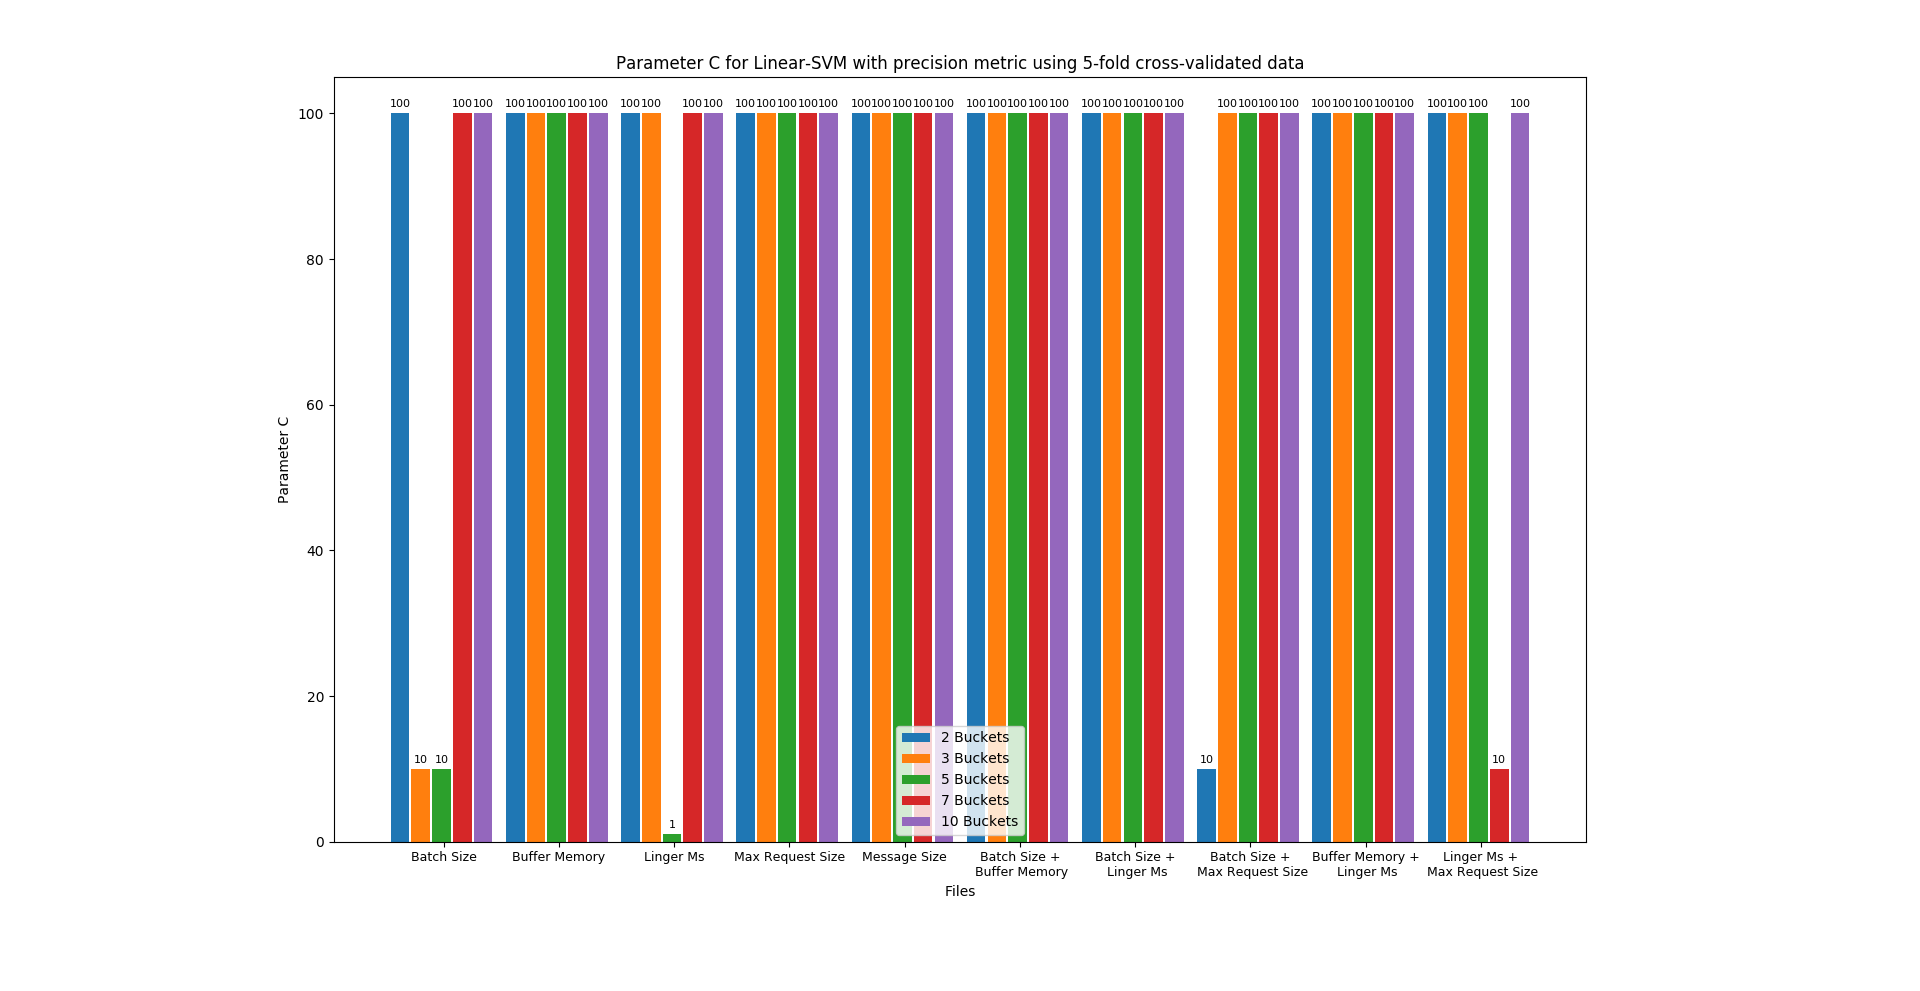 Parameter C for Linear-SVM with precision metric using 5-fold cross-validated data
100 100 100 100 100 100 100 100 100 100 100 100 100 100 100 100 100 100 100 100 100 100 100 100 100 100 100 100 100 100 100 100 100 100 100 100 100 100 100 100 100 100 100 100 100
100
80
60
40
20
0
Parameter C
10 10
1
10
10
2 Buckets
3 Buckets
5 Buckets
7 Buckets
10 Buckets
Batch Size
Buffer Memory
Linger Ms
Max Request Size
Message Size
Batch Size +
Buffer Memory
Batch Size +
Linger Ms
Batch Size +
Max Request Size
Buffer Memory +
Linger Ms
Linger Ms +
Max Request Size
Files